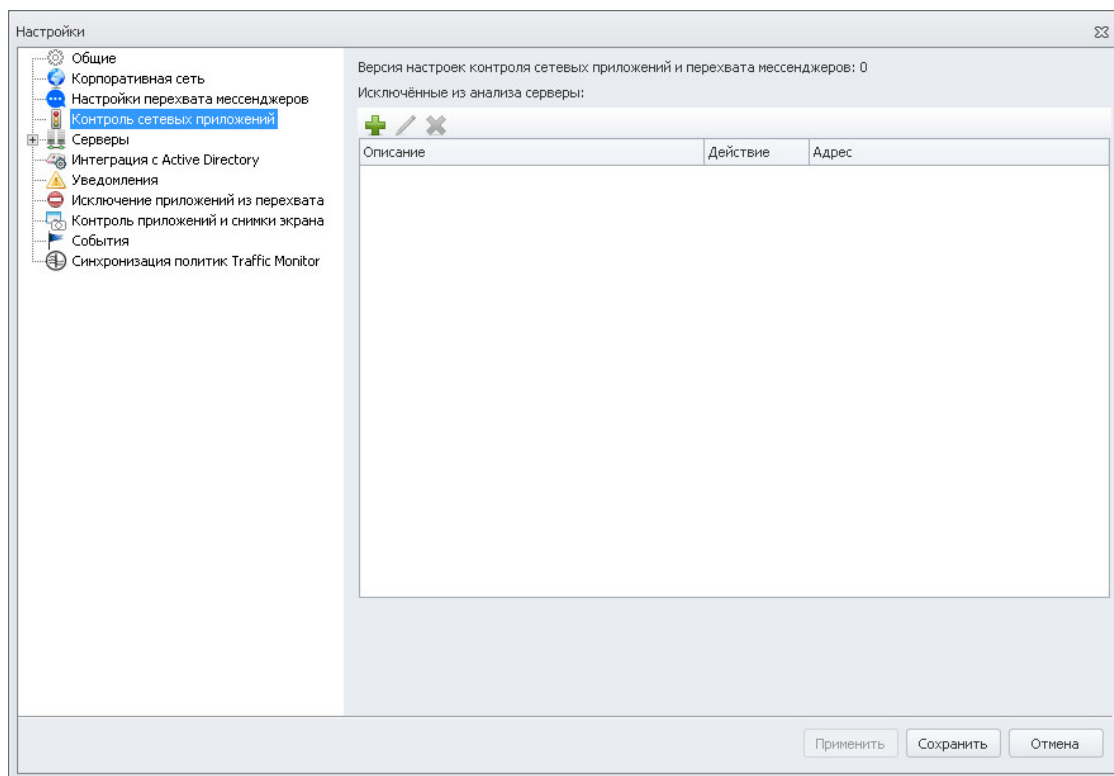 Настройки
Общие
Корпоративная сеть
Настройки перехвата мессенджеров
Контроль сетевых приложений
Серверы
Интеграция с Active Directory
Уведомления
Исключение приложений из перехвата
Контроль приложений и снимки экрана
События
Синхронизация политик Traffic Monitor
Версия настроек контроля сетевых приложений и перехвата мессенджеров: 0
Исключённые из анализа серверы:
Описание Действие Адрес
Применить Сохранить Отмена